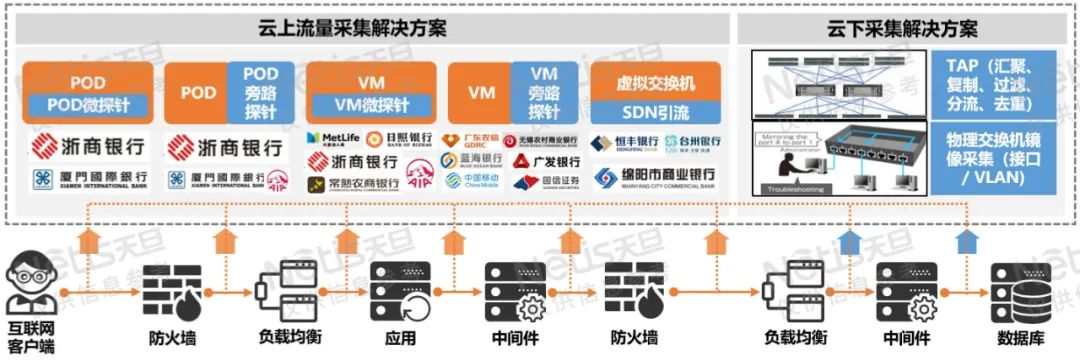 云上流量采集解决方案
云下采集解决方案
POD
POD微探针
POD
POD
旁路
探针
VM
VM微探针
VM
VM
旁路
探针
虚拟交换机
SDN引流
TAP（汇聚、
复制、过滤、
分流、去重）
物理交换机镜
像采集（接口
/ VLAN）
Mirroring the
port A to port 1
Administrator
Troubleshooting
浙商银行
廈門國際銀行
XIAMEN INTERNATIONAL BANK
浙商银行
廈門國際銀行
XIAMEN INTERNATIONAL BANK
AIA
MetLife
日照银行
BANK OF RIZHAO
浙商银行
常熟农商银行
AIA
广东农信
GDRC
无锡农村商业银行
蓝海银行
BLUE OCEAN BANK
广发银行
中国移动
China Mobile
国信证券
GUOSEN SECURITIES
恒丰银行
HENGFENG BANK
台州银行
绵阳市商业银行
MIANYANG CITY COMMERCIAL BANK
互联网
客户端
防火墙
负载均衡
应用
中间件
防火墙
负载均衡
中间件
数据库
Netis天旦
仅供信息参考